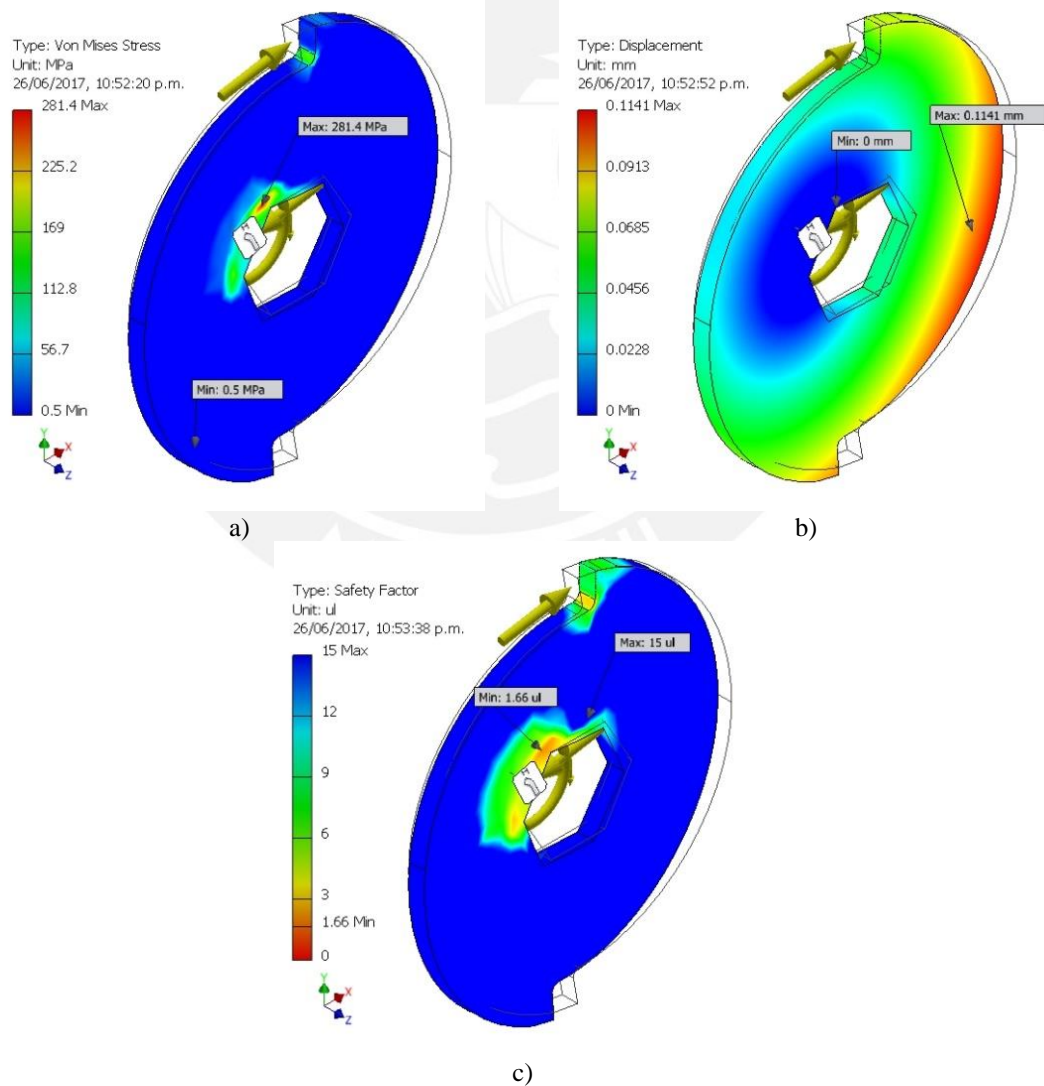 Type: Von Mises Stress
Unit: MPa
26/06/2017, 10:52:20 p.m.
281.4 Max
225.2
169
112.8
56.7
0.5 Min
Max: 281.4 MPa
Min: 0.5 MPa
Y
X
Z
a)
Type: Displacement
Unit: mm
26/06/2017, 10:52:52 p.m.
0.1141 Max
0.0913
0.0685
0.0456
0.0228
0 Min
Max: 0.1141 mm
Min: 0 mm
Y
X
Z
b)
Type: Safety Factor
Unit: ul
26/06/2017, 10:53:38 p.m.
15 Max
12
9
6
3
1.66 Min
0
Max: 15 ul
Min: 1.66 ul
Y
X
Z
c)